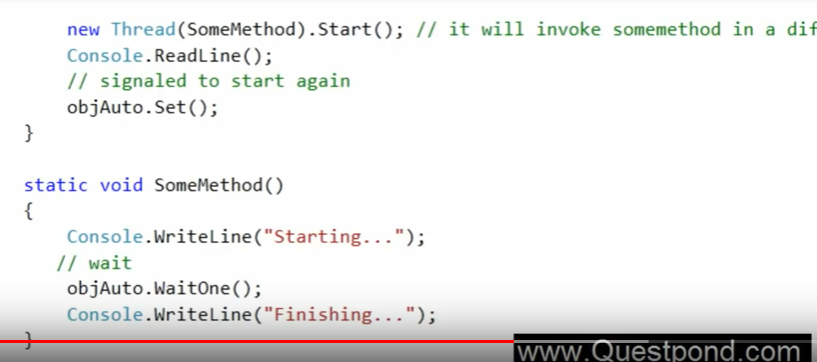 new Thread(SomeMethod).Start(); // it will invoke somemethod in a
Console.ReadLine();
// signaled to start again
objAuto.Set();
}
static void SomeMethod()
{
Console.WriteLine("Starting...");
// wait
objAuto.WaitOne();
Console.WriteLine("Finishing...");
}
www.Questpond.com